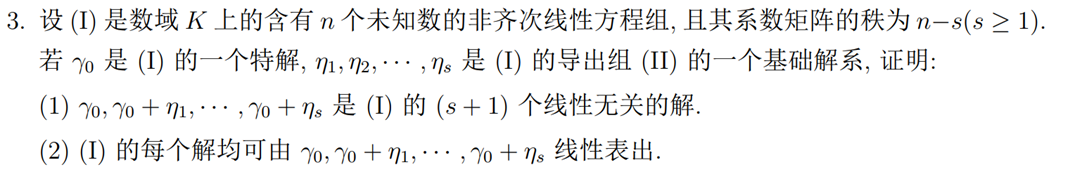 3. 设 (I) 是数域 K 上的含有 n 个未知数的非齐次线性方程组, 且其系数矩阵的秩为 n−s(s ≥ 1).
若 γ₀ 是 (I) 的一个特解, η₁, η₂, ⋯ , ηₛ 是 (I) 的导出组 (II) 的一个基础解系, 证明:
(1) γ₀, γ₀ + η₁, ⋯ , γ₀ + ηₛ 是 (I) 的 (s + 1) 个线性无关的解.
(2) (I) 的每个解均可由 γ₀, γ₀ + η₁, ⋯ , γ₀ + ηₛ 线性表出.